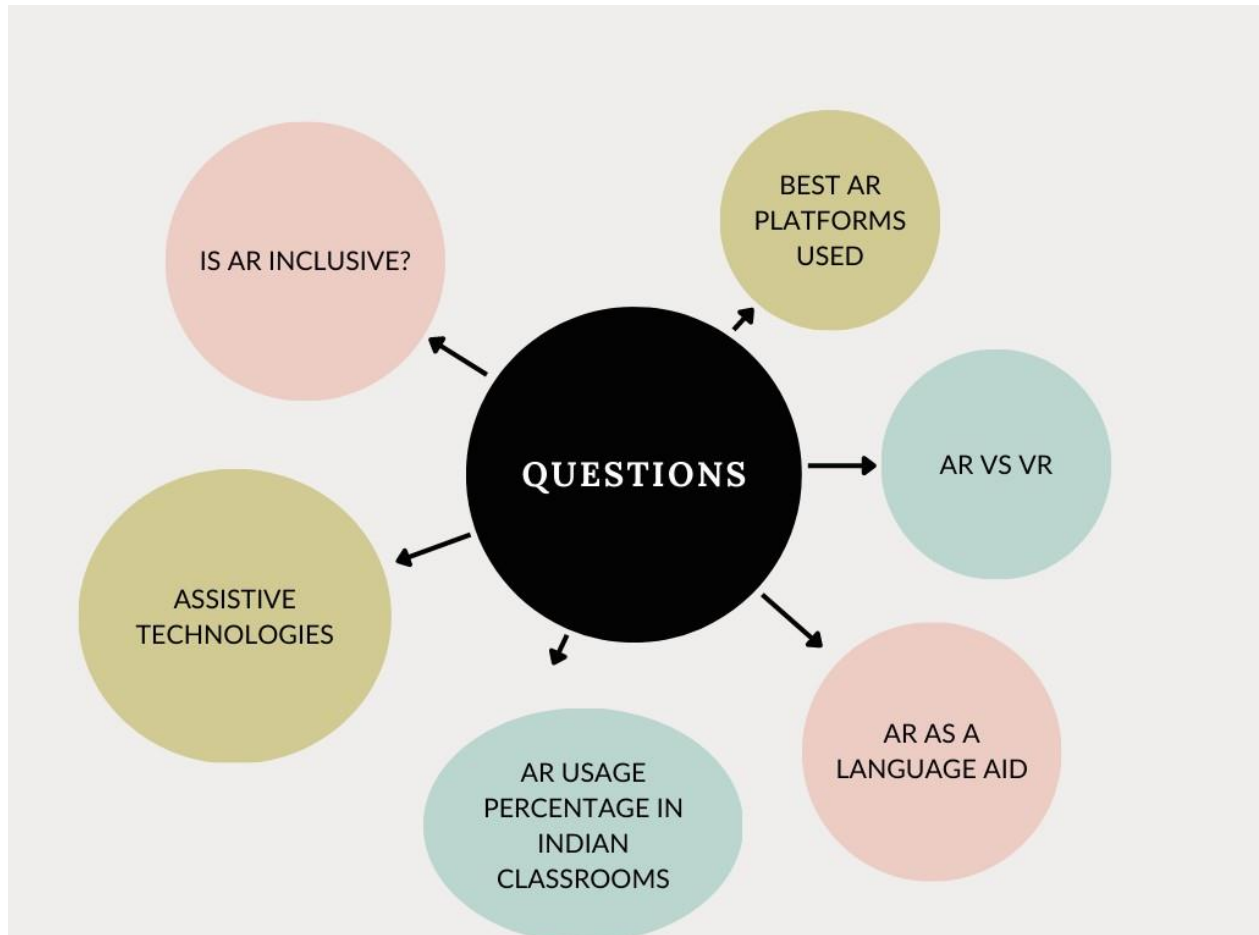 IS AR INCLUSIVE?
BEST AR
PLATFORMS
USED
QUESTIONS
AR VS VR
ASSISTIVE
TECHNOLOGIES
AR USAGE
PERCENTAGE IN
INDIAN
CLASSROOMS
AR AS A
LANGUAGE AID